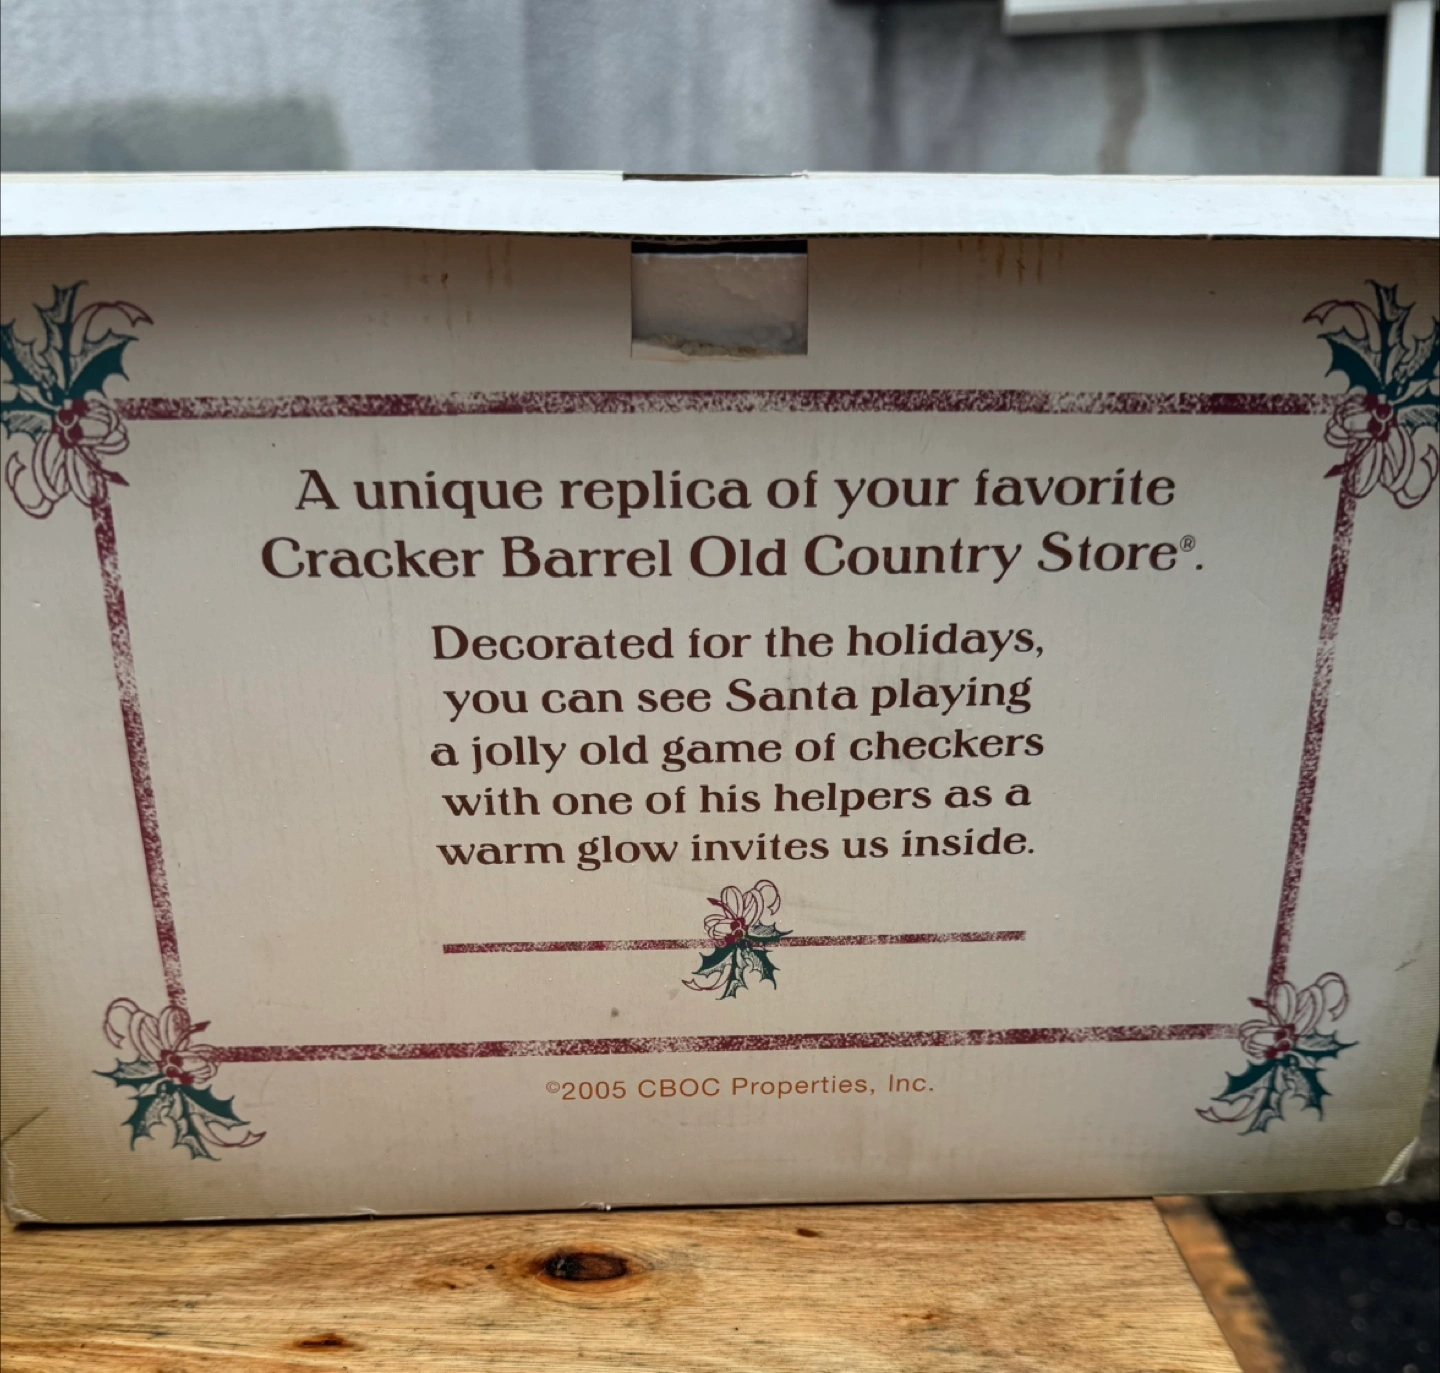 A unique replica of your favorite
Cracker Barrel Old Country Store®.
Decorated for the holidays,
you can see Santa playing
a jolly old game of checkers
with one of his helpers as a
warm glow invites us inside.
©2005 CBOC Properties, Inc.